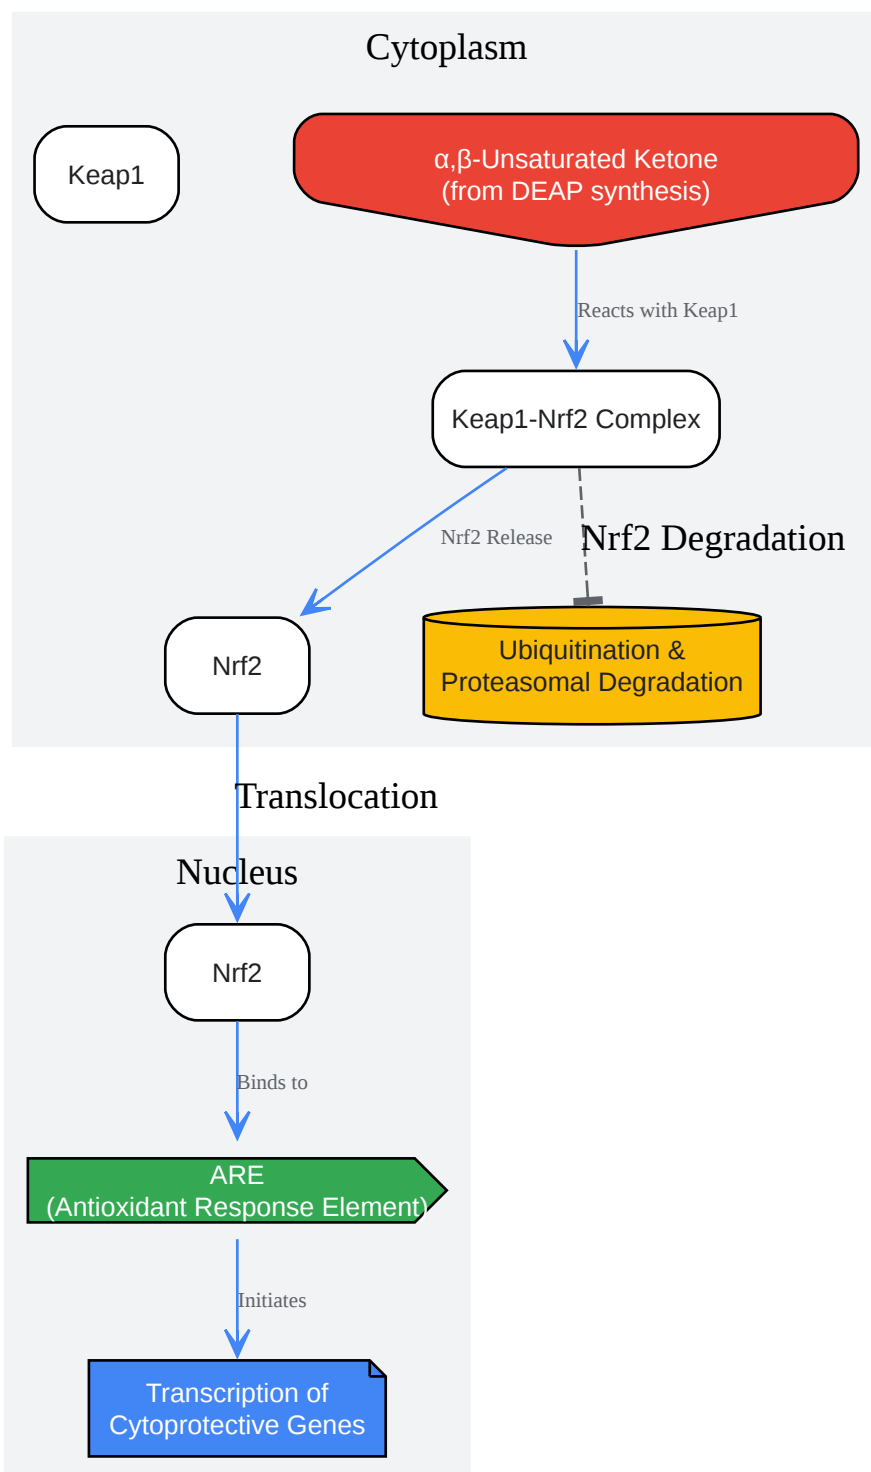 Cytoplasm
Keap1
α,β-Unsaturated Ketone
(from DEAP synthesis)
Reacts with Keap1
Keap1-Nrf2 Complex
Nrf2 Release
Nrf2 Degradation
Nrf2
Ubiquitination &
Proteasomal Degradation
Translocation
Nucleus
Nrf2
Binds to
ARE
(Antioxidant Response Element)
Initiates
Transcription of
Cytoprotective Genes